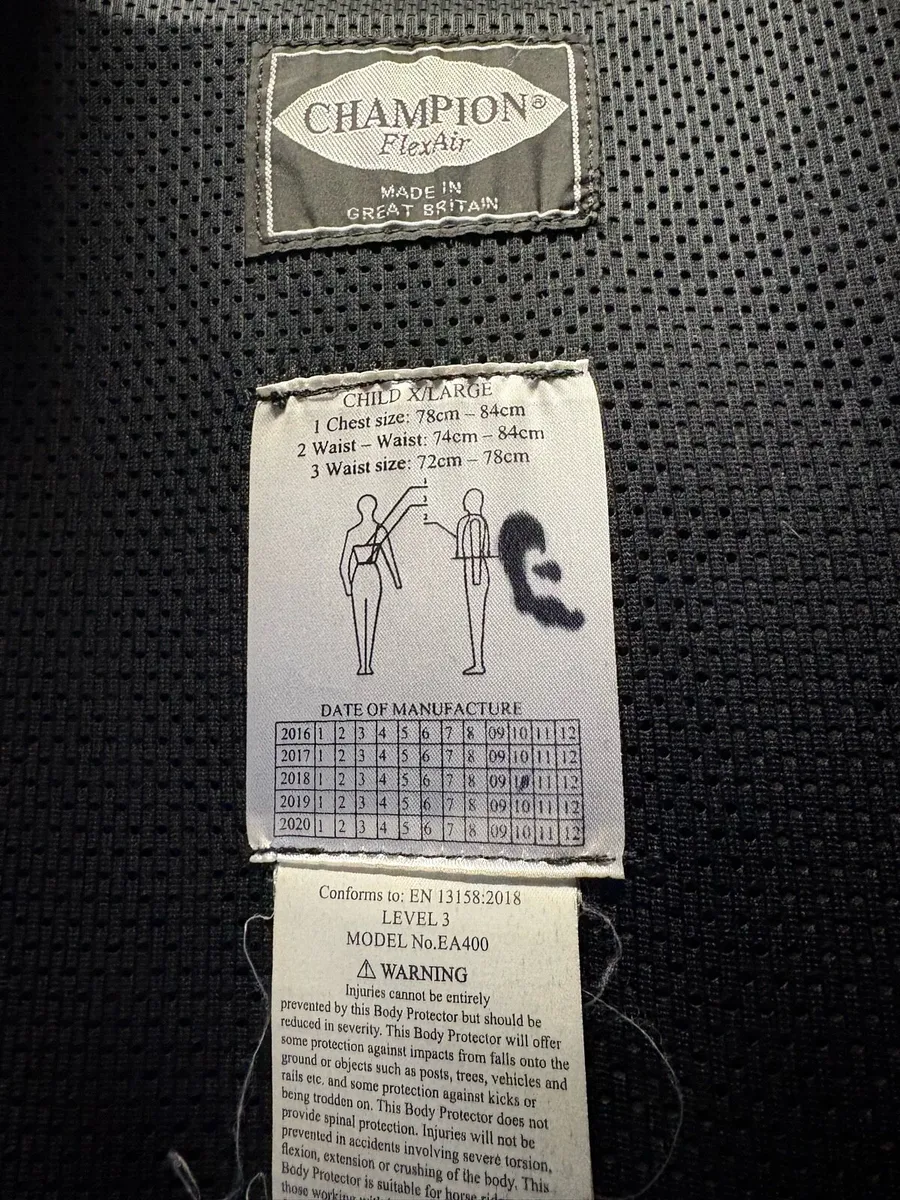 CHAMPION®
FlexAir
MADE IN
GREAT BRITAIN
CHILD X/LARGE
1 Chest size: 78cm – 84cm
2 Waist – Waist: 74cm – 84cm
3 Waist size: 72cm – 78cm
1
3
2
DATE OF MANUFACTURE
2016 1 2 3 4 5 6 7 8 09 10 11 12
2017 1 2 3 4 5 6 7 8 09 10 11 12
2018 1 2 3 4 5 6 7 8 09 10 11 12
2019 1 2 3 4 5 6 7 8 09 10 11 12
2020 1 2 3 4 5 6 7 8 09 10 11 12
Conforms to: EN 13158:2018
LEVEL 3
MODEL No.EA400
⚠ WARNING
Injuries cannot be entirely
prevented by this Body Protector but should be
reduced in severity. This Body Protector will offer
some protection against impacts from falls onto the
ground or objects such as posts, trees, vehicles and
rails etc. and some protection against kicks or
being trodden on. This Body Protector does not
provide spinal protection. Injuries will not be
prevented in accidents involving severe torsion,
flexion, extension or crushing of the body. This
Body Protector is suitable for horse
those working